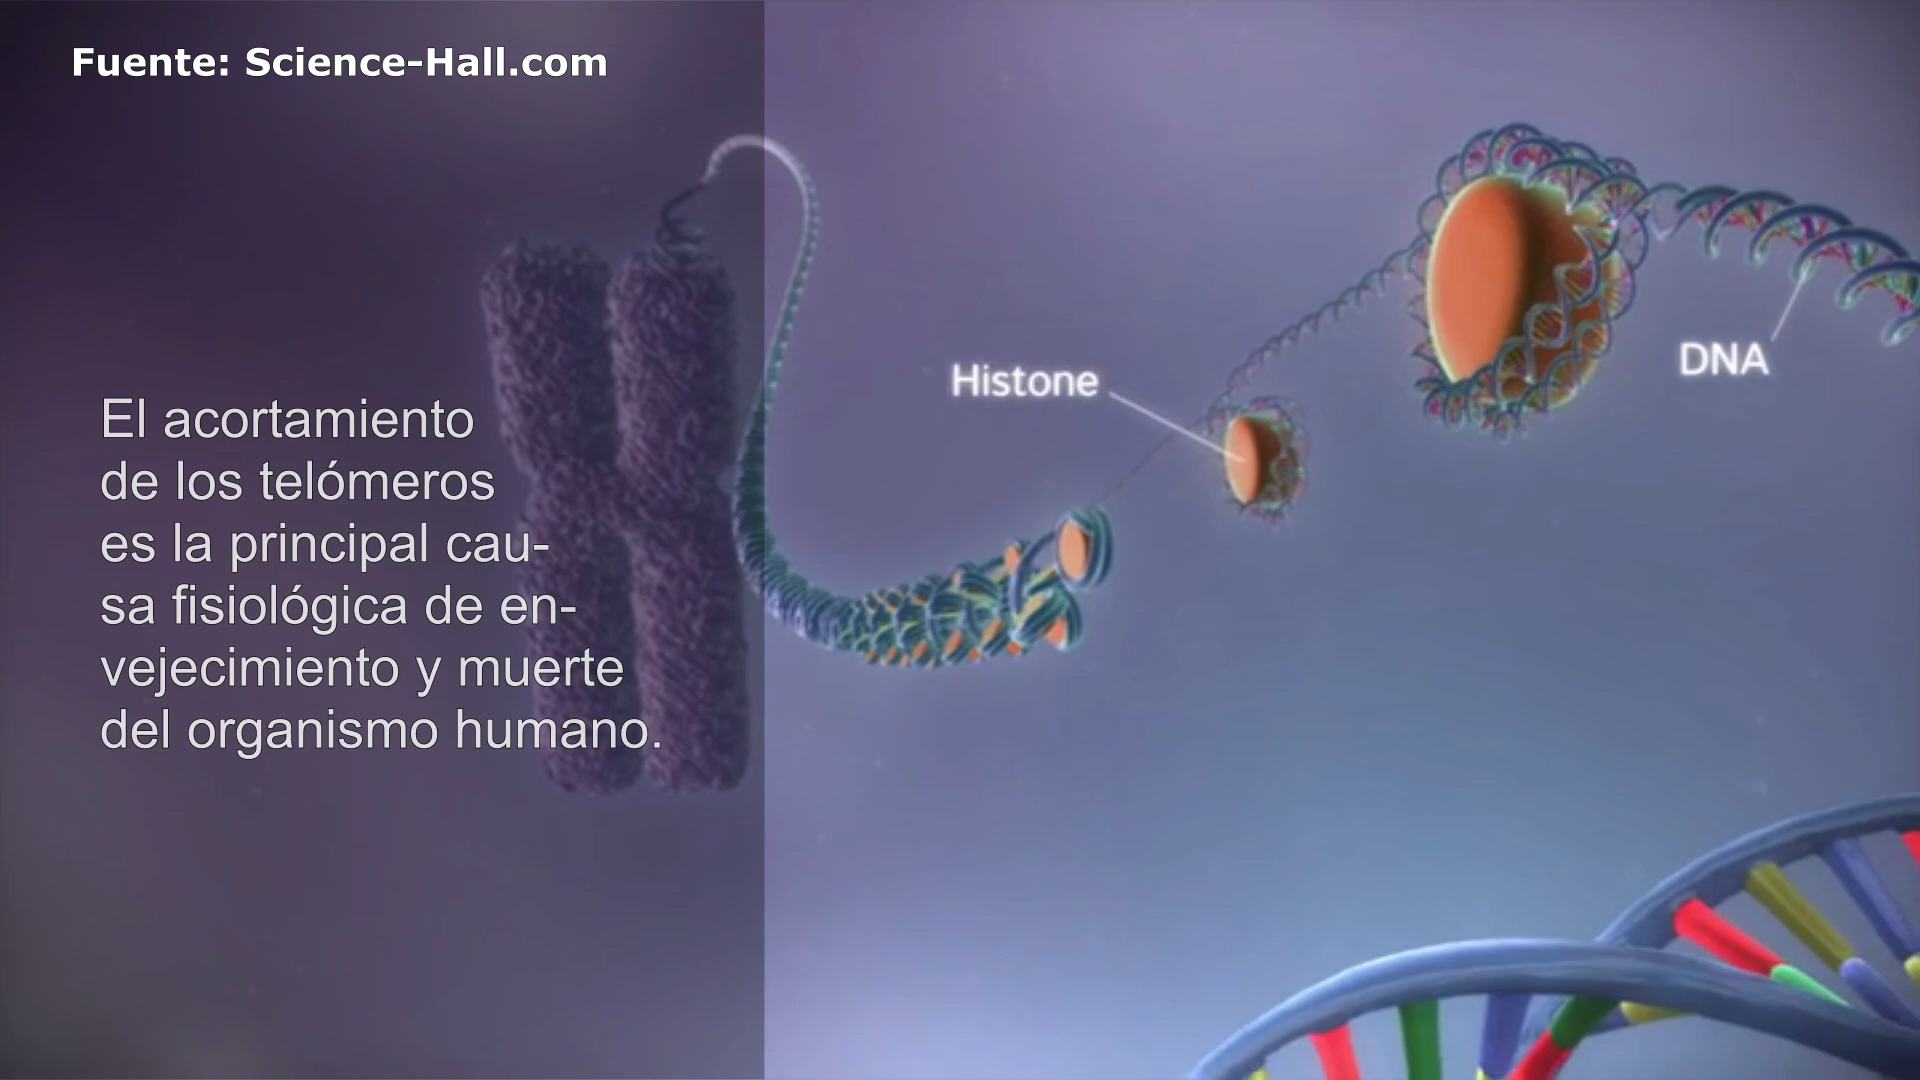 Fuente: Science-Hall.com
El acortamiento
de los telómeros
es la principal cau-
sa fisiológica de en-
vejecimiento y muerte
del organismo humano.
Histone
DNA